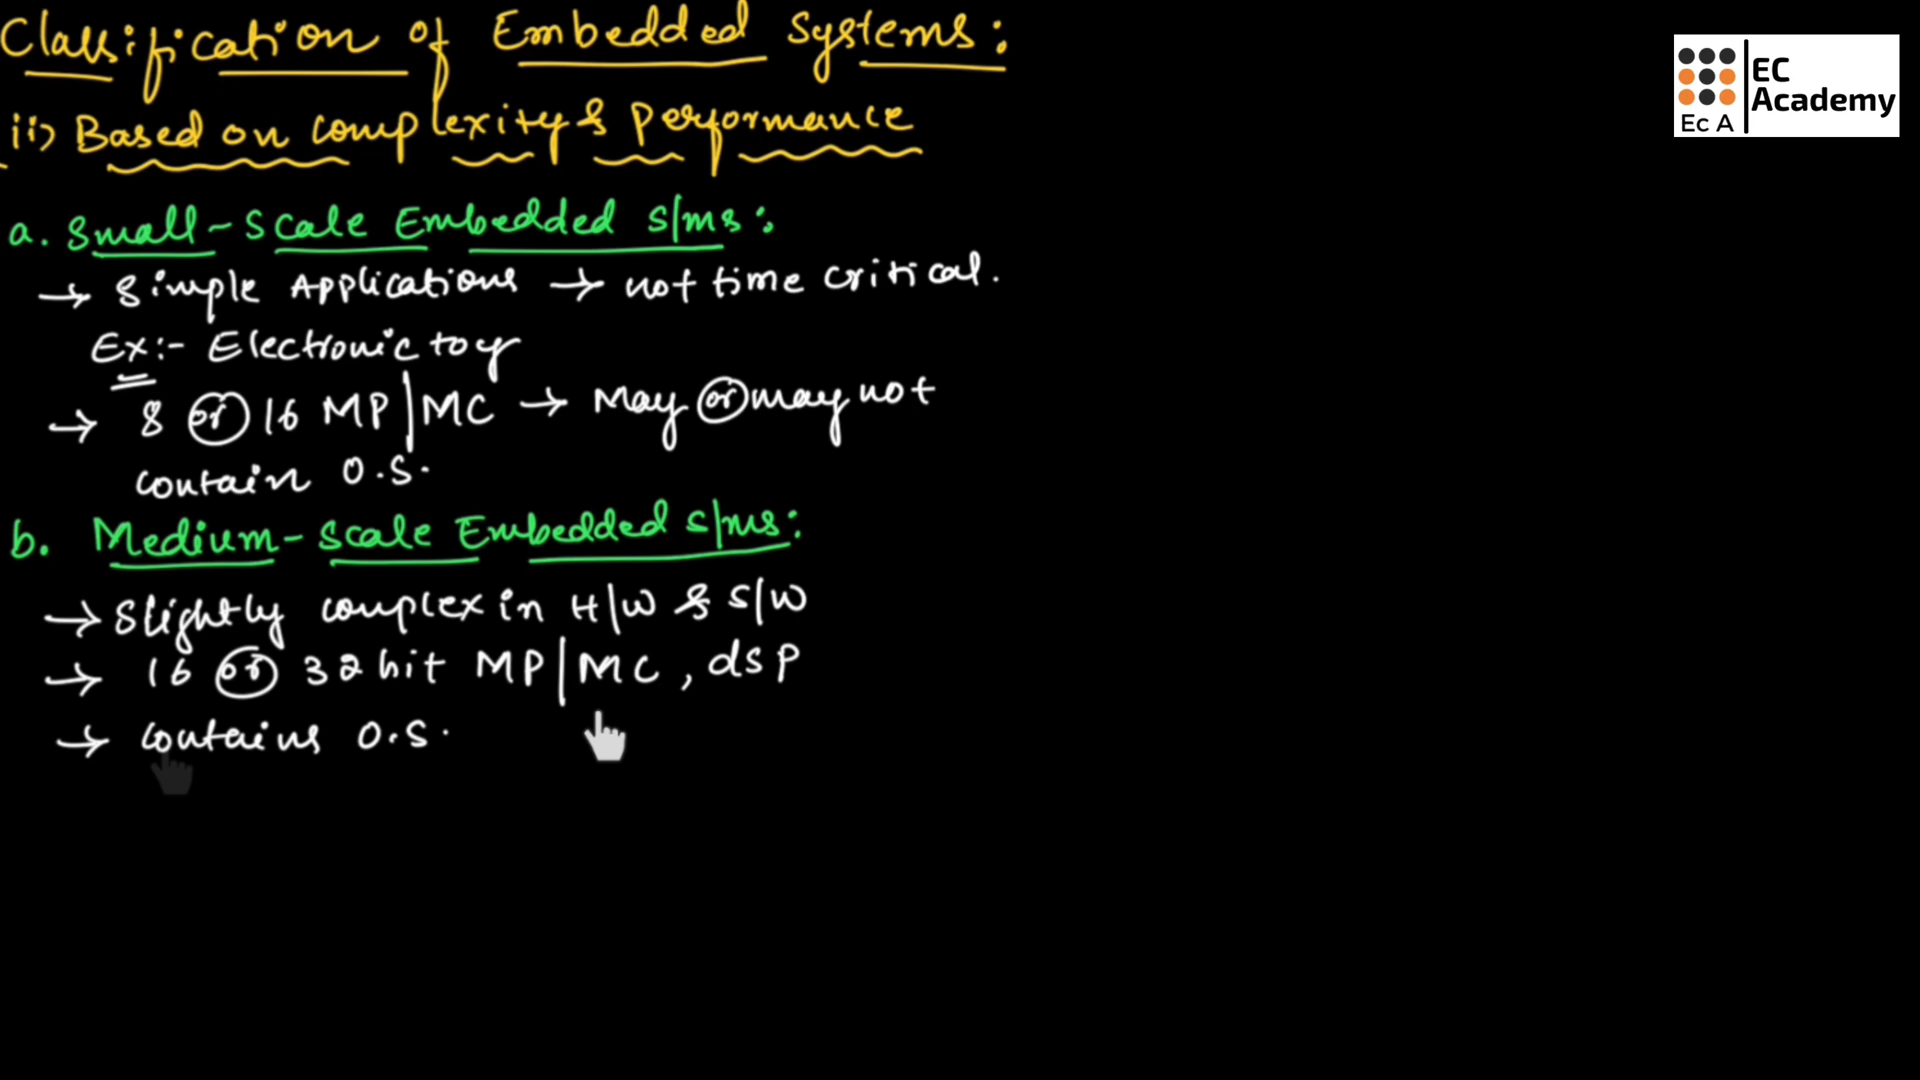 Classification of Embedded Systems:
ii) Based on complexity & Performance
a. Small-Scale Embedded s/ms:
→ Simple Applications → not time critical.
Ex:- Electronic toy
→ 8 or 16 MP/MC → May or may not
contain O.S.
b. Medium-Scale Embedded s/ms:
→ Slightly complex in H/W & S/W
→ 16 or 32 bit MP/MC, dsp
→ contains O.S.
EC
Academy
Ec A